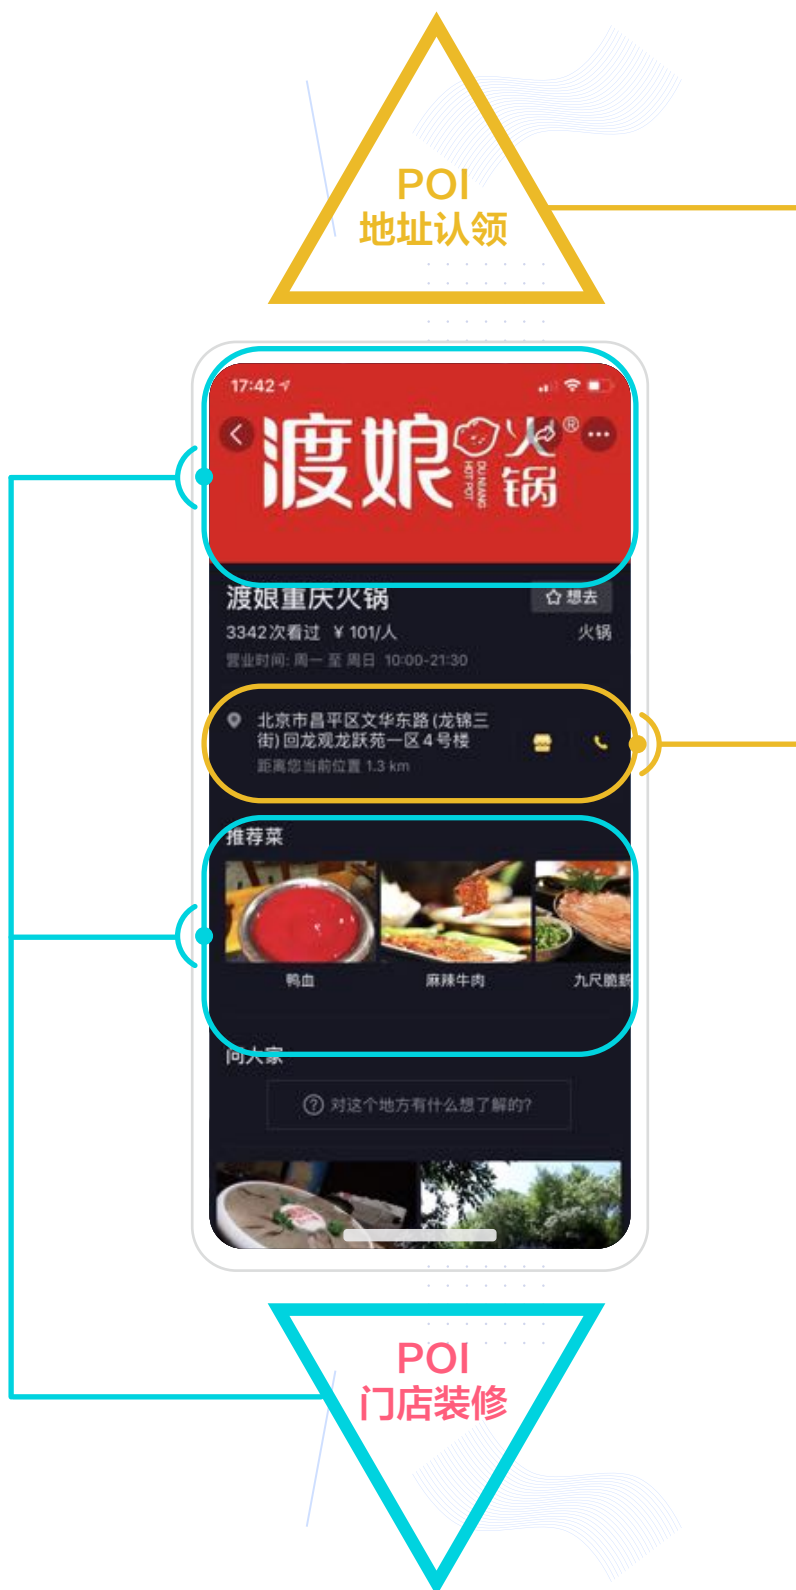 POI
地址认领
17:42
渡娘火锅®
DU NIANG
HOT POT
渡娘重庆火锅
想去
3342次看过 ¥ 101/人
火锅
营业时间: 周一 至 周日 10:00-21:30
北京市昌平区文华东路(龙锦三
街)回龙观龙跃苑一区4号楼
距离您当前位置 1.3 km
推荐菜
鸭血
麻辣牛肉
九尺脆
问大家
对这个地方有什么想了解的?
POI
门店装修